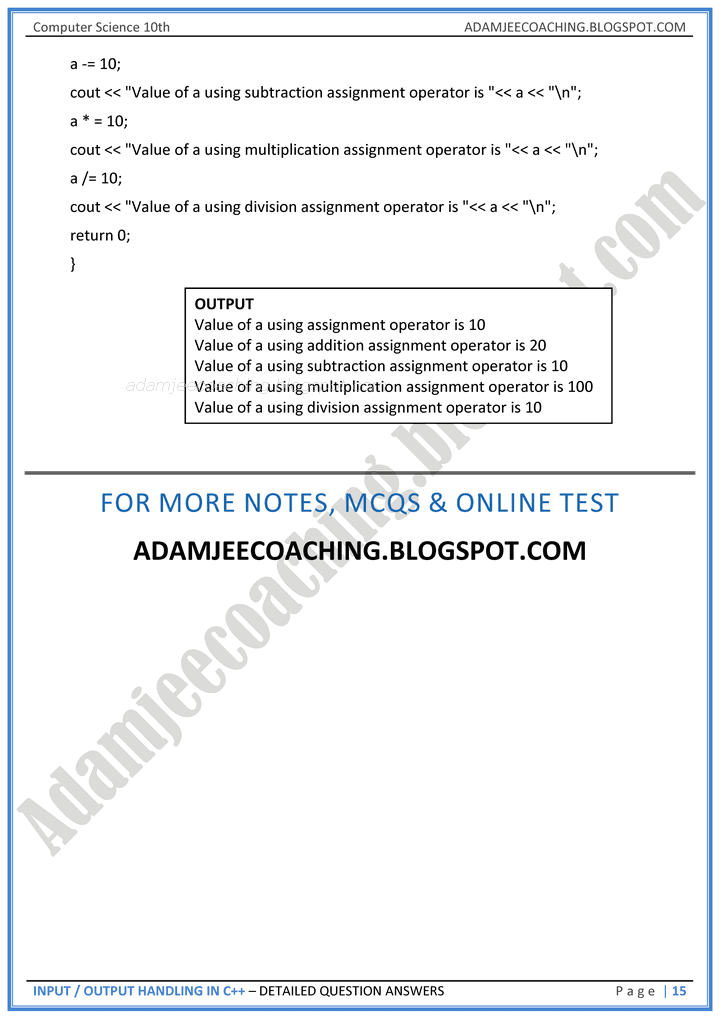 Computer Science 10th ADAMJEECOACHING.BLOGSPOT.COM
a -= 10;
cout << "Value of a using subtraction assignment operator is "<< a << "\n";
a * = 10;
cout << "Value of a using multiplication assignment operator is "<< a << "\n";
a /= 10;
cout << "Value of a using division assignment operator is "<< a << "\n";
return 0;
}
OUTPUT
Value of a using assignment operator is 10
Value of a using addition assignment operator is 20
Value of a using subtraction assignment operator is 10
Value of a using multiplication assignment operator is 100
Value of a using division assignment operator is 10
adamjeecoaching.blogspot.com
FOR MORE NOTES, MCQS & ONLINE TEST
ADAMJEECOACHING.BLOGSPOT.COM
Adamjeecoaching.blogspot.com
INPUT / OUTPUT HANDLING IN C++ – DETAILED QUESTION ANSWERS Page | 15